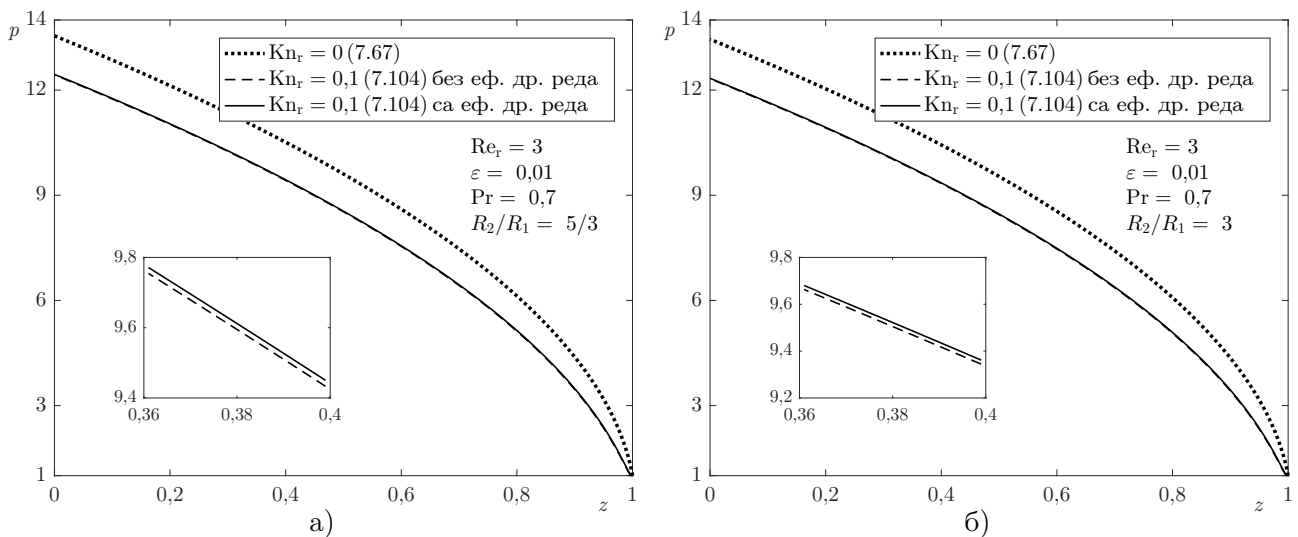 p
14
12
9
6
3
1
0
0,2
0,4
0,6
0,8
1
z
Kn_r = 0 (7.67)
Kn_r = 0,1 (7.104) без еф. др. реда
Kn_r = 0,1 (7.104) са еф. др. реда
Re_r = 3
ε = 0,01
Pr = 0,7
R_2/R_1 = 5/3
9,8
9,6
9,4
0,36
0,38
0,4
а)
p
14
12
9
6
3
1
0
0,2
0,4
0,6
0,8
1
z
Kn_r = 0 (7.67)
Kn_r = 0,1 (7.104) без еф. др. реда
Kn_r = 0,1 (7.104) са еф. др. реда
Re_r = 3
ε = 0,01
Pr = 0,7
R_2/R_1 = 3
9,8
9,6
9,4
9,2
0,36
0,38
0,4
б)